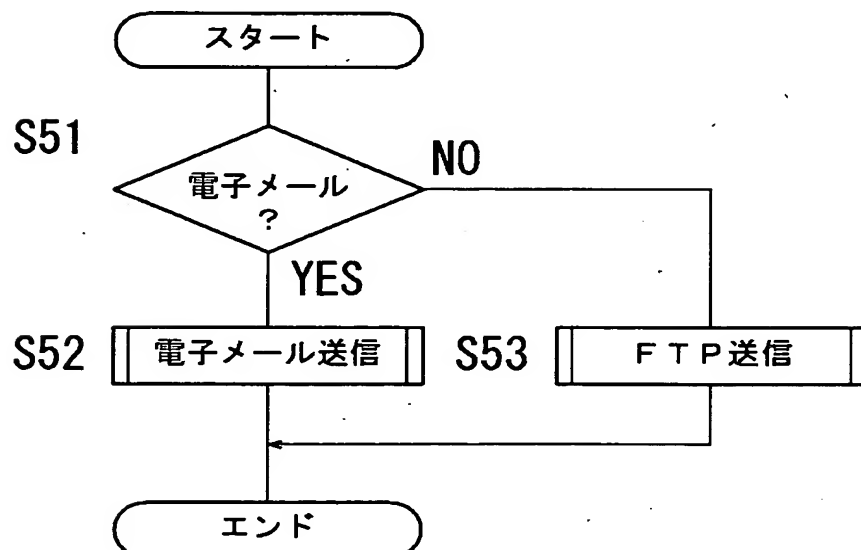 スタート
S51
NO
電子メール
?
YES
S52
電子メール送信
S53
FTP送信
エンド